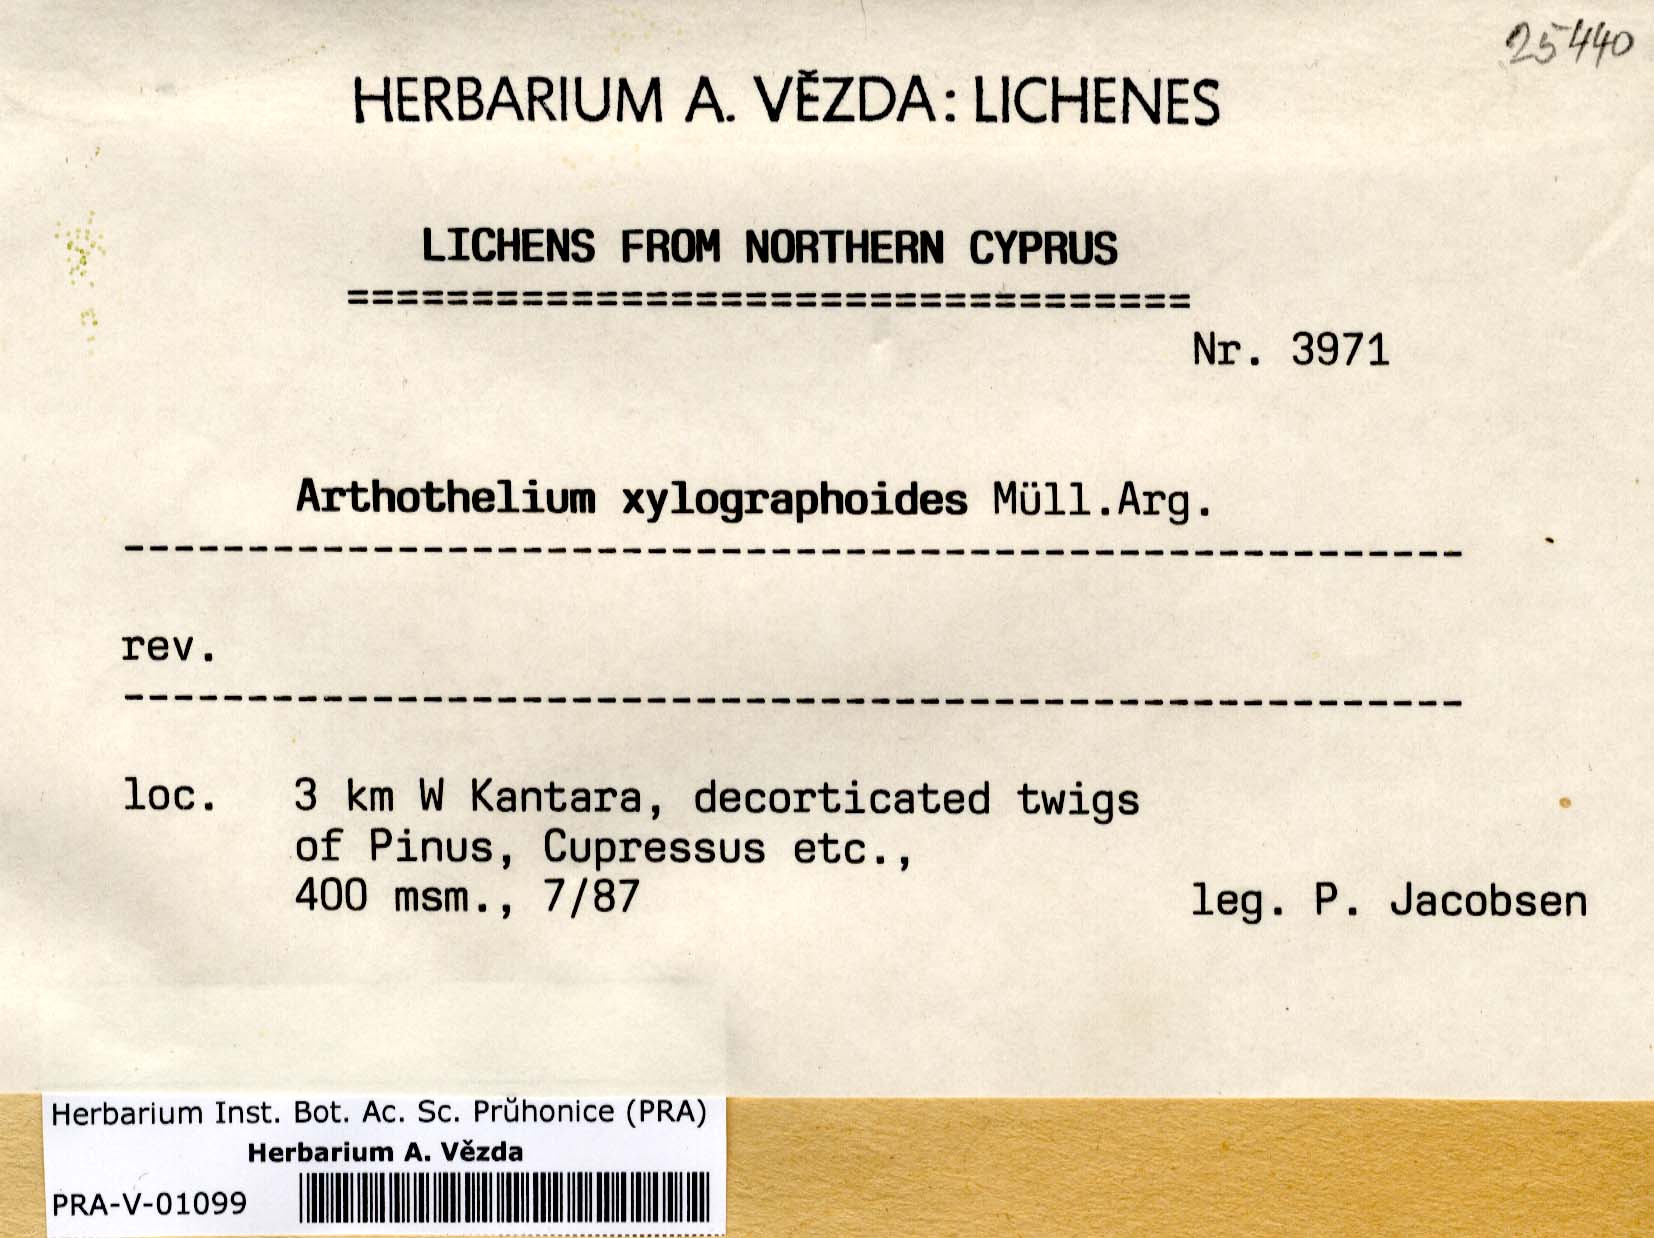 25440
HERBARIUM A. VĚZDA: LICHENES
LICHENS FROM NORTHERN CYPRUS
==================================
Nr. 3971
Arthothelium xylographoides Müll.Arg.
------------------------------------------------------
rev.
------------------------------------------------------
loc. 3 km W Kantara, decorticated twigs
of Pinus, Cupressus etc.,
400 msm., 7/87 leg. P. Jacobsen
Herbarium Inst. Bot. Ac. Sc. Prŭhonice (PRA)
Herbarium A. Vězda
PRA-V-01099